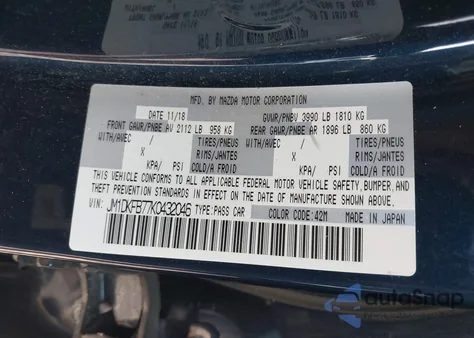 MFD. BY MAZDA MOTOR CORPORATION
DATE 11/18 GVWR/PNBV 3990 LB 1810 KG
FRONT GAWR/PNBE AV 2112 LB 958 KG REAR GAWR/PNBE AR 1896 LB 860 KG
WITH/AVEC TIRES/PNEUS WITH/AVEC TIRES/PNEUS
X RIMS/JANTES X RIMS/JANTES
KPA/ PSI COLD/A FROID KPA/ PSI COLD/A FROID
THIS VEHICLE CONFORMS TO ALL APPLICABLE FEDERAL MOTOR VEHICLE SAFETY, BUMPER, AND
THEFT PREVENTION STANDARDS IN EFFECT ON THE DATE OF MANUFACTURE SHOWN ABOVE.
VIN: JM1DKFB77K0432046 TYPE:PASS CAR COLOR CODE:42M MADE IN JAPAN
autoSnap